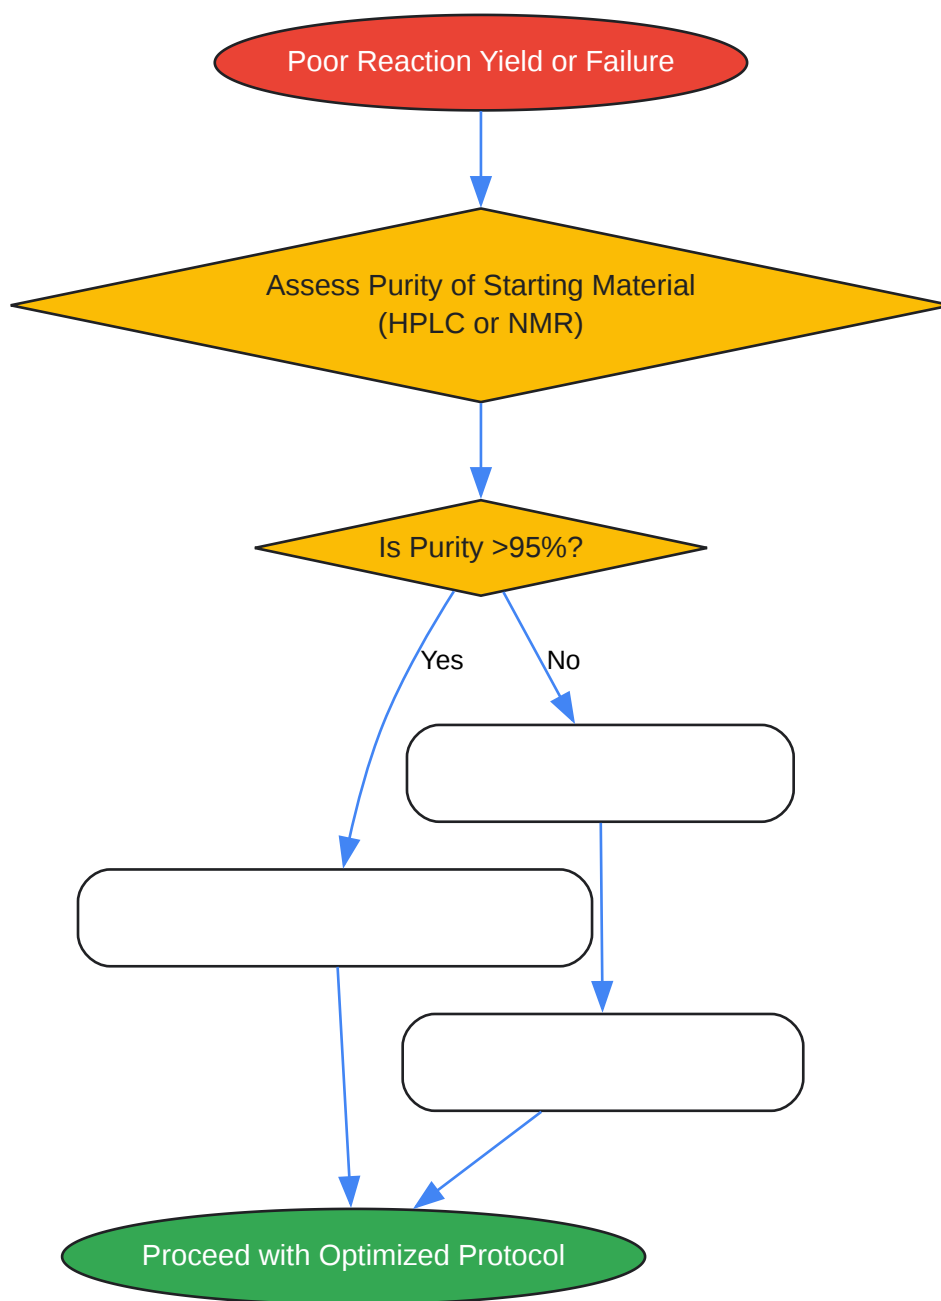 Poor Reaction Yield or Failure
Assess Purity of Starting Material
(HPLC or NMR)
Is Purity >95%?
Yes
No
Proceed with Optimized Protocol